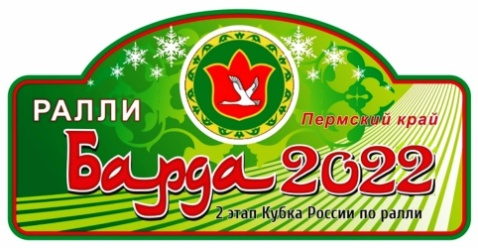 РАЛЛИ
Пермский край
Барда 2022
2 этап Кубка России по ралли